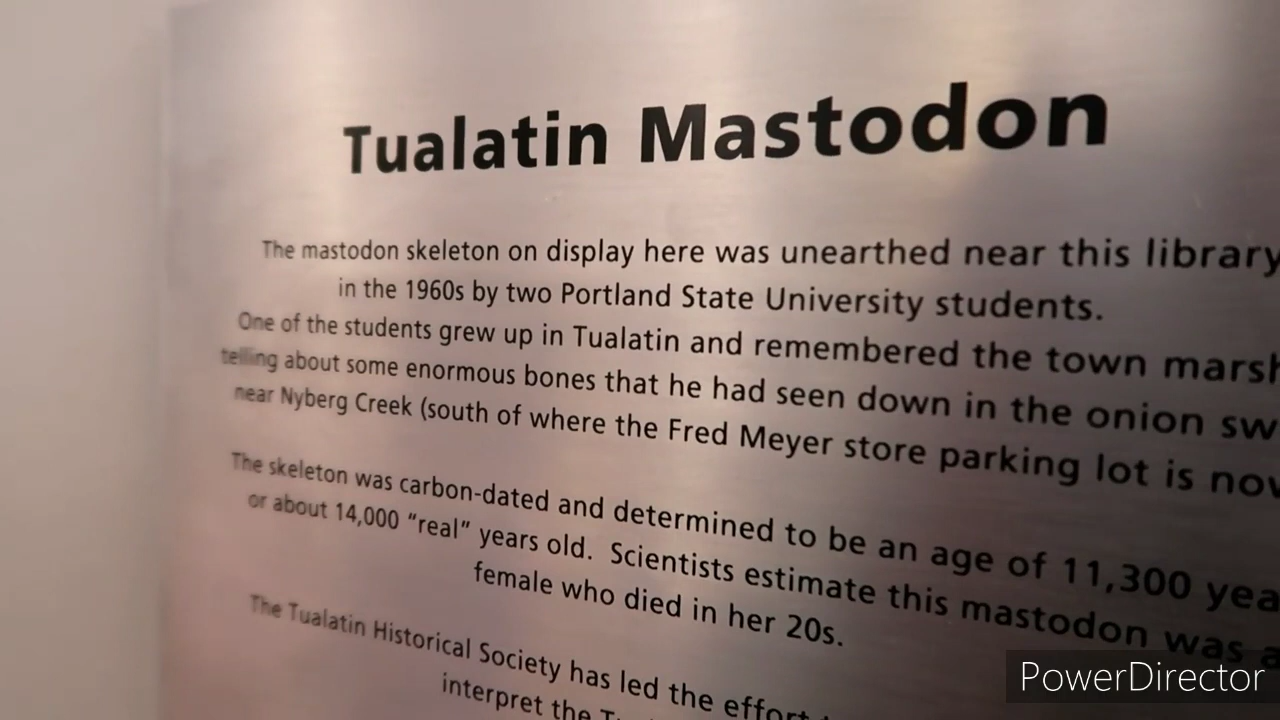 Tualatin Mastodon
The mastodon skeleton on display here was unearthed near this library
in the 1960s by two Portland State University students.
One of the students grew up in Tualatin and remembered the town
telling about some enormous bones that he had seen down in the onion
near Nyberg Creek (south of where the Fred Meyer store parking lot is
The skeleton was carbon-dated and determined to be an age of 11,300
or about 14,000 "real" years old. Scientists estimate this mastodon was a
female who died in her 20s.
The Tualatin Historical Society has led the
interpret the
PowerDirector